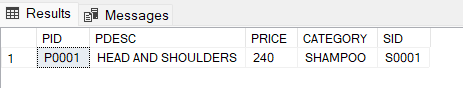 Results Messages
PID PDESC PRICE CATEGORY SID
1 P0001 HEAD AND SHOULDERS 240 SHAMPOO S0001